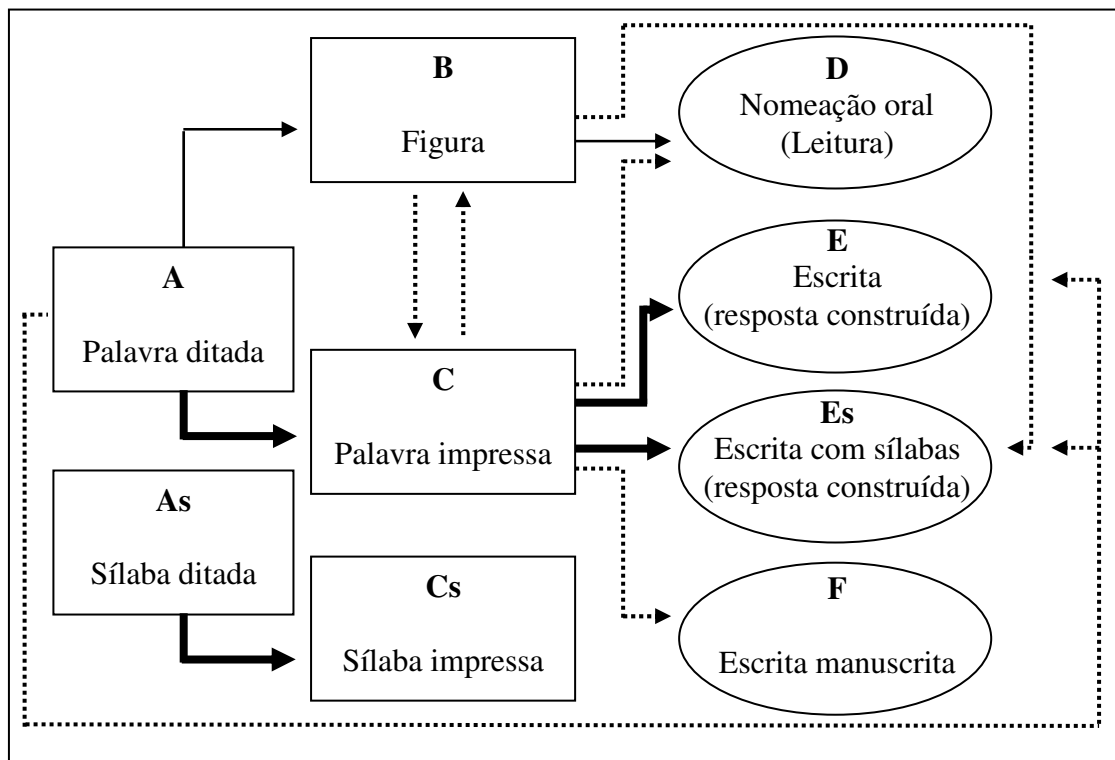 B
Figura
D
Nomeação oral
(Leitura)
A
Palavra ditada
E
Escrita
(resposta construída)
C
Palavra impressa
Es
Escrita com sílabas
(resposta construída)
As
Sílaba ditada
Cs
Sílaba impressa
F
Escrita manuscrita